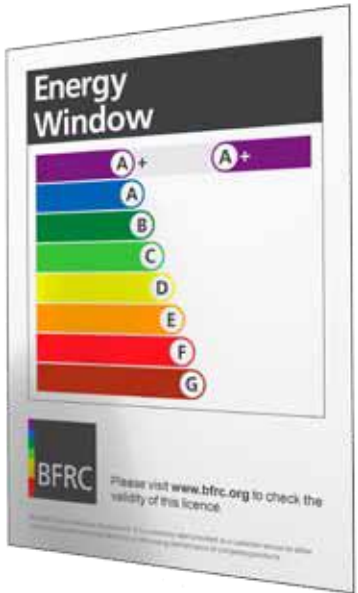 Energy
Window
A+ A+
A
B
C
D
E
F
G
BFRC
Please visit www.bfrc.org to check the
validity of this licence.